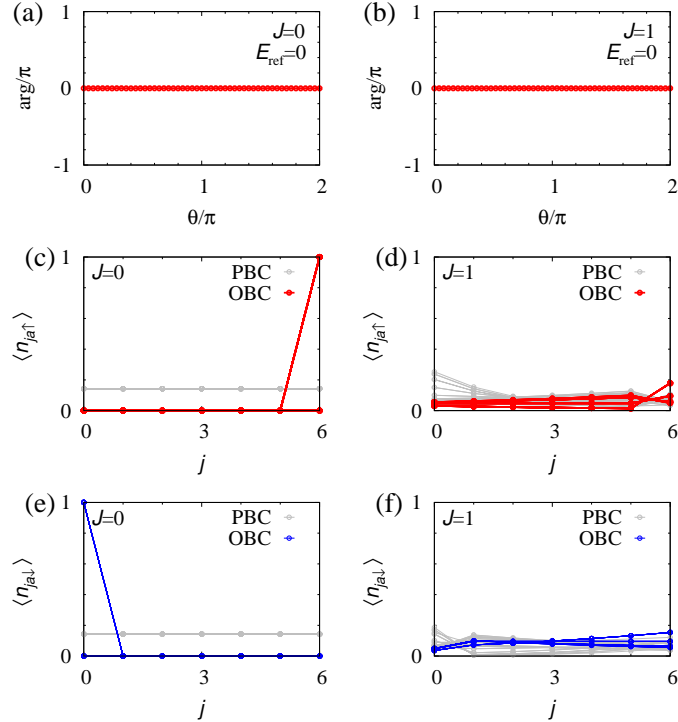 (a)
1
0
-1
arg/π
J=0
E_ref=0
0
1
2
θ/π
(b)
1
0
-1
arg/π
J=1
E_ref=0
0
1
2
θ/π
(c)
1
0
⟨n_ja↑⟩
J=0
PBC
OBC
0
3
6
j
(d)
1
0
⟨n_ja↑⟩
J=1
PBC
OBC
0
3
6
j
(e)
1
0
⟨n_ja↓⟩
J=0
PBC
OBC
0
3
6
j
(f)
1
0
⟨n_ja↓⟩
J=1
PBC
OBC
0
3
6
j